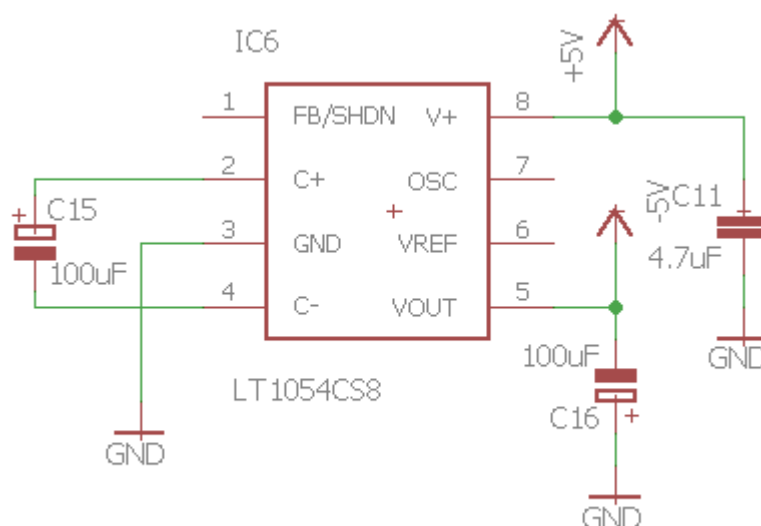 IC6
+5V
1
FB/SHDN
V+
8
2
C+
OSC
7
+
C15
100uF
3
GND
VREF
6
-5V
C11
4.7uF
4
C-
VOUT
5
GND
100uF
LT1054CS8
C16
+
GND
GND